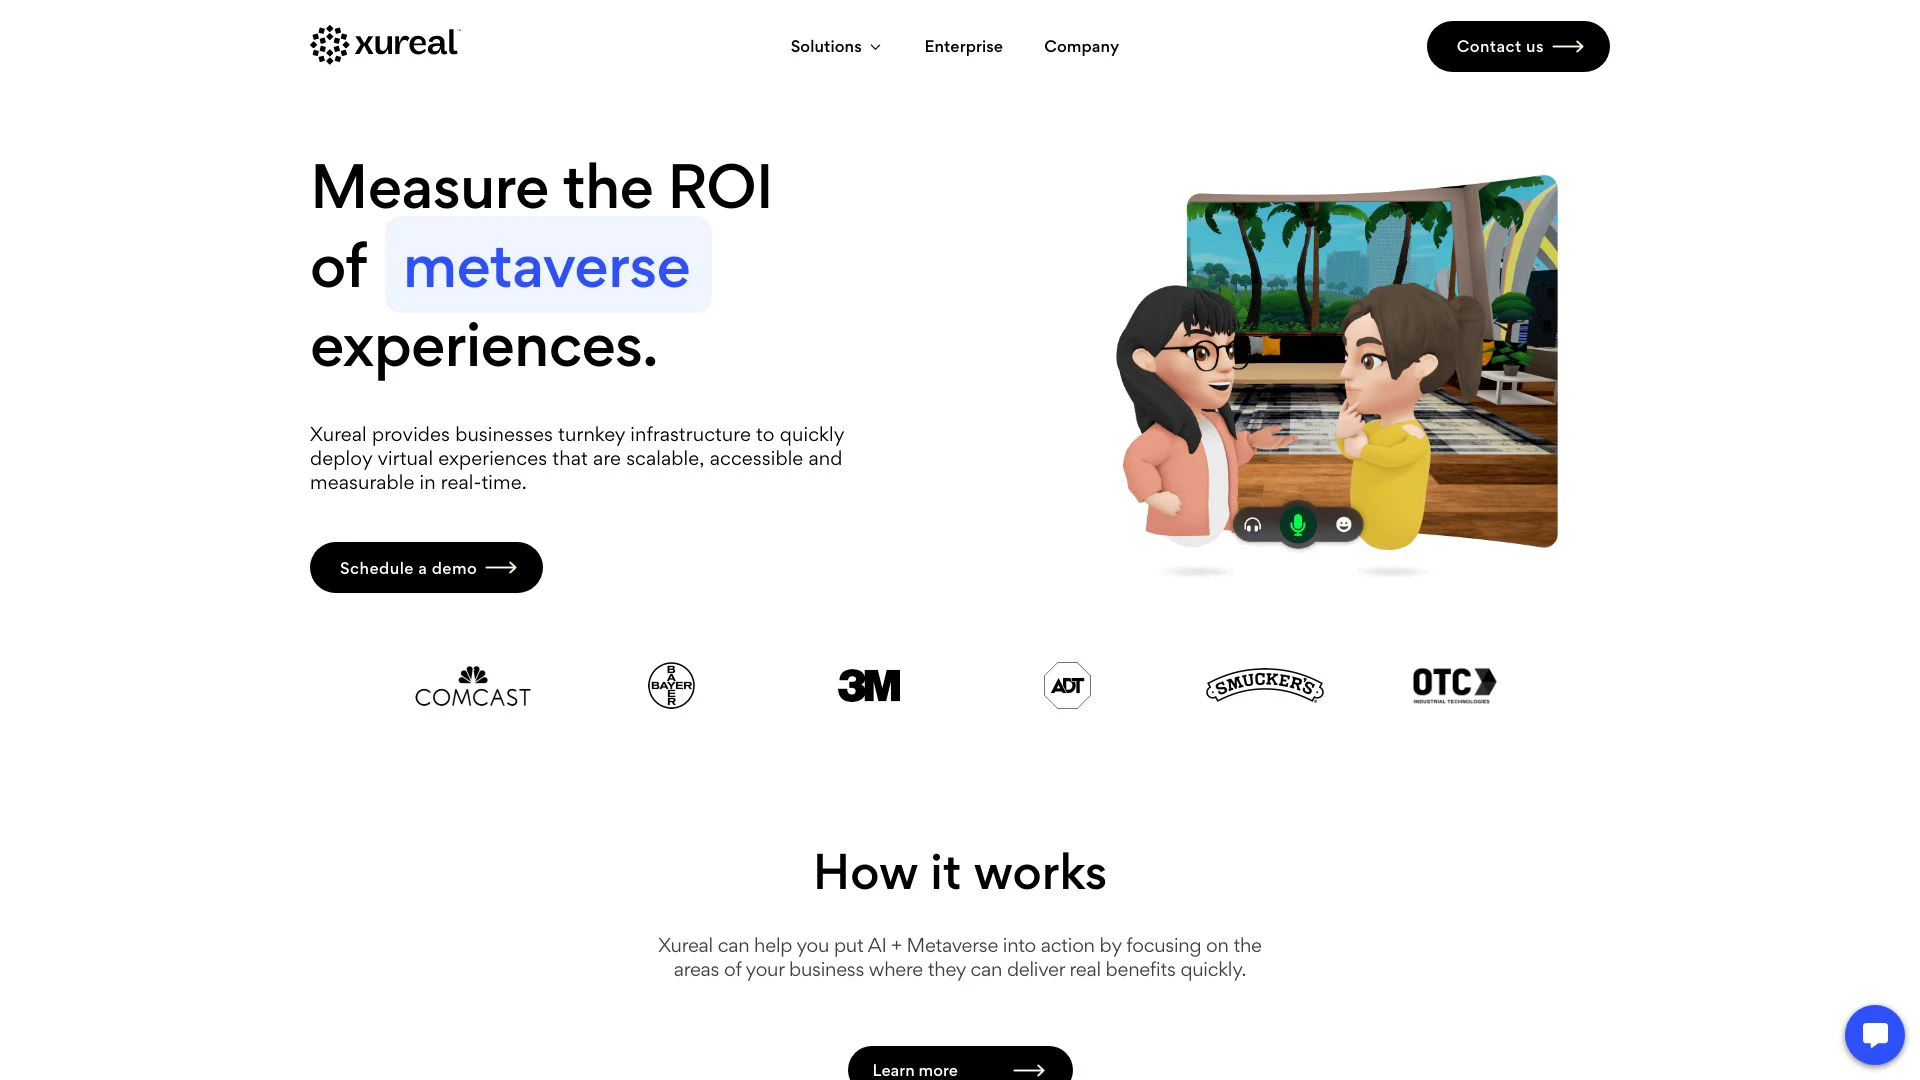 xureal
Solutions
Enterprise
Company
Contact us
Measure the ROI
of metaverse
experiences.
Xureal provides businesses turnkey infrastructure to quickly
deploy virtual experiences that are scalable, accessible and
measurable in real-time.
Schedule a demo
COMCAST
BAYER
BAYER
3M
ADT
SMUCKER'S
OTC
INDUSTRIAL TECHNOLOGIES
How it works
Xureal can help you put AI + Metaverse into action by focusing on the
areas of your business where they can deliver real benefits quickly.
Learn more